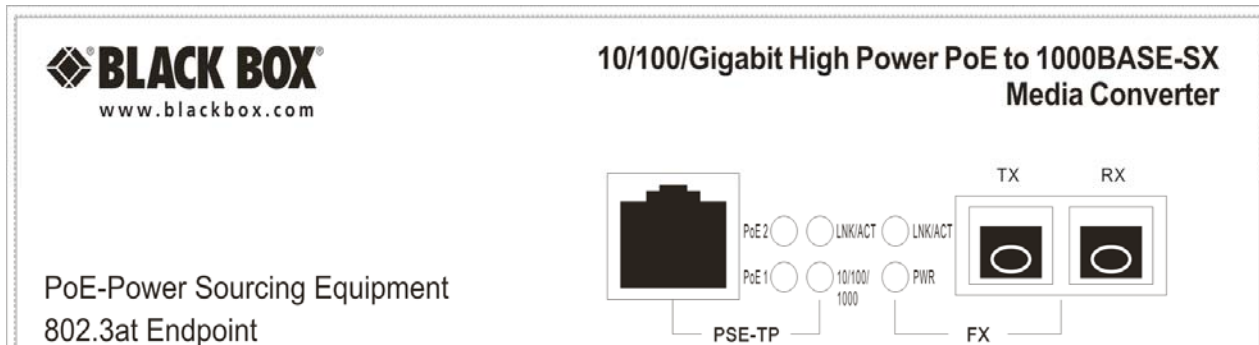 BLACK BOX®
www.blackbox.com
10/100/Gigabit High Power PoE to 1000BASE-SX
Media Converter
TX RX
PoE 2 LNK/ACT LNK/ACT
PoE 1 10/100/ PWR
1000
PSE-TP FX
PoE-Power Sourcing Equipment
802.3at Endpoint